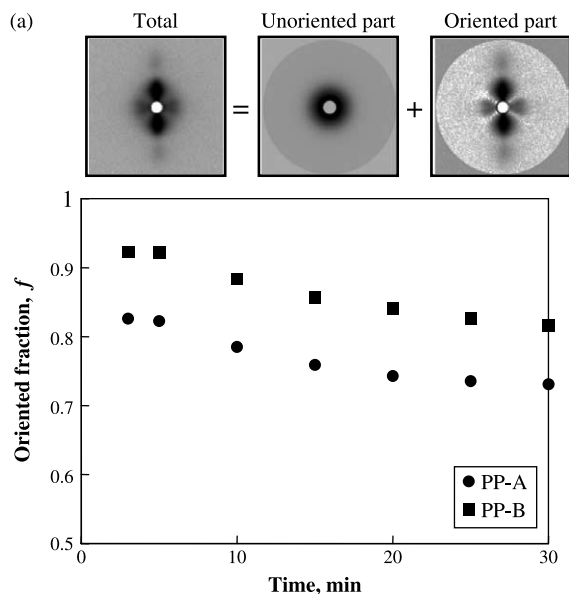 (a)
Total
Unoriented part
Oriented part
=
+
1
0.9
0.8
0.7
0.6
0.5
Oriented fraction, f
PP-A
PP-B
0
10
20
30
Time, min